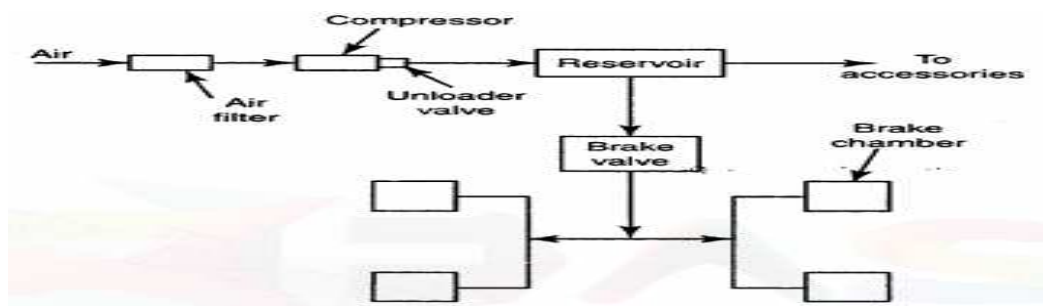 Compressor
Air
Reservoir
To
accessories
Air
filter
Unloader
valve
Brake
valve
Brake
chamber